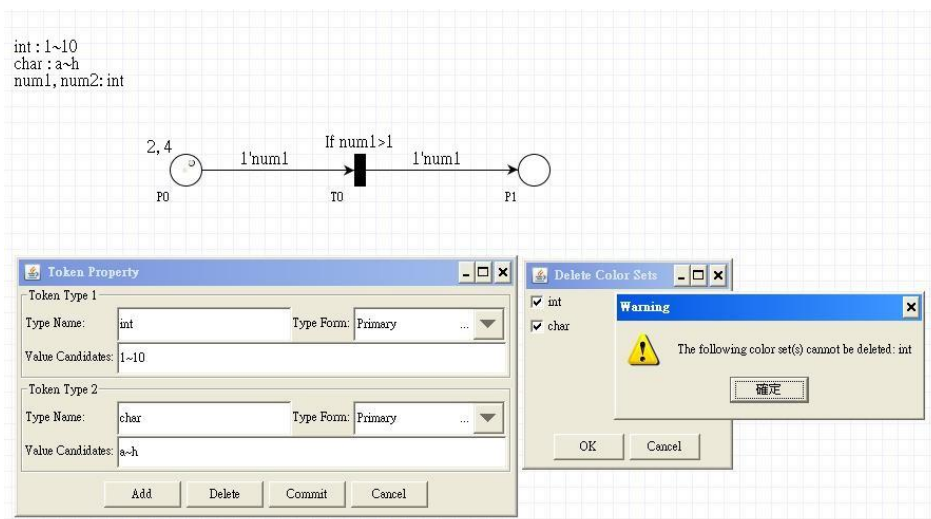 int : 1~10
char : a~h
num1, num2: int
If num1>1
2, 4
1'num1
1'num1
P0
T0
P1
Token Property
Token Type 1
Type Name: int Type Form: Primary ...
Value Candidates: 1~10
Token Type 2
Type Name: char Type Form: Primary ...
Value Candidates: a~h
Add Delete Commit Cancel
Delete Color Sets
int
char
OK Cancel
Warning
The following color set(s) cannot be deleted: int
確定